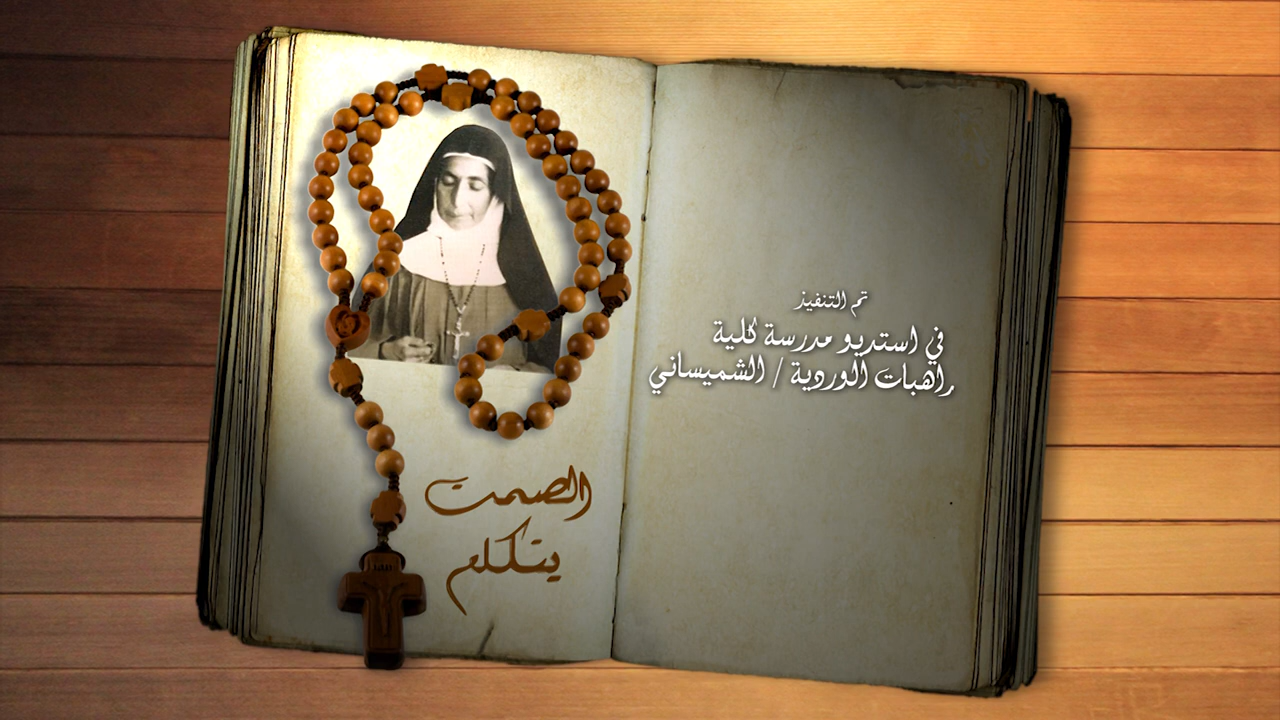 الصمت
يتكلم
تم التنفيذ
في استديو مدرسة كلية
راهبات الوردية / الشميساني